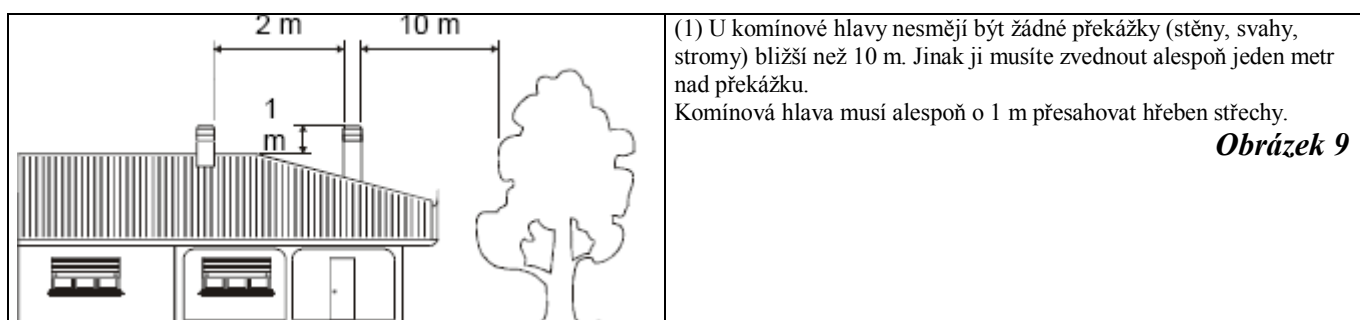 2 m 10 m
1
m
(1) U komínové hlavy nesmějí být žádné překážky (stěny, svahy,
stromy) bližší než 10 m. Jinak ji musíte zvednout alespoň jeden metr
nad překážku.
Komínová hlava musí alespoň o 1 m přesahovat hřeben střechy.
Obrázek 9